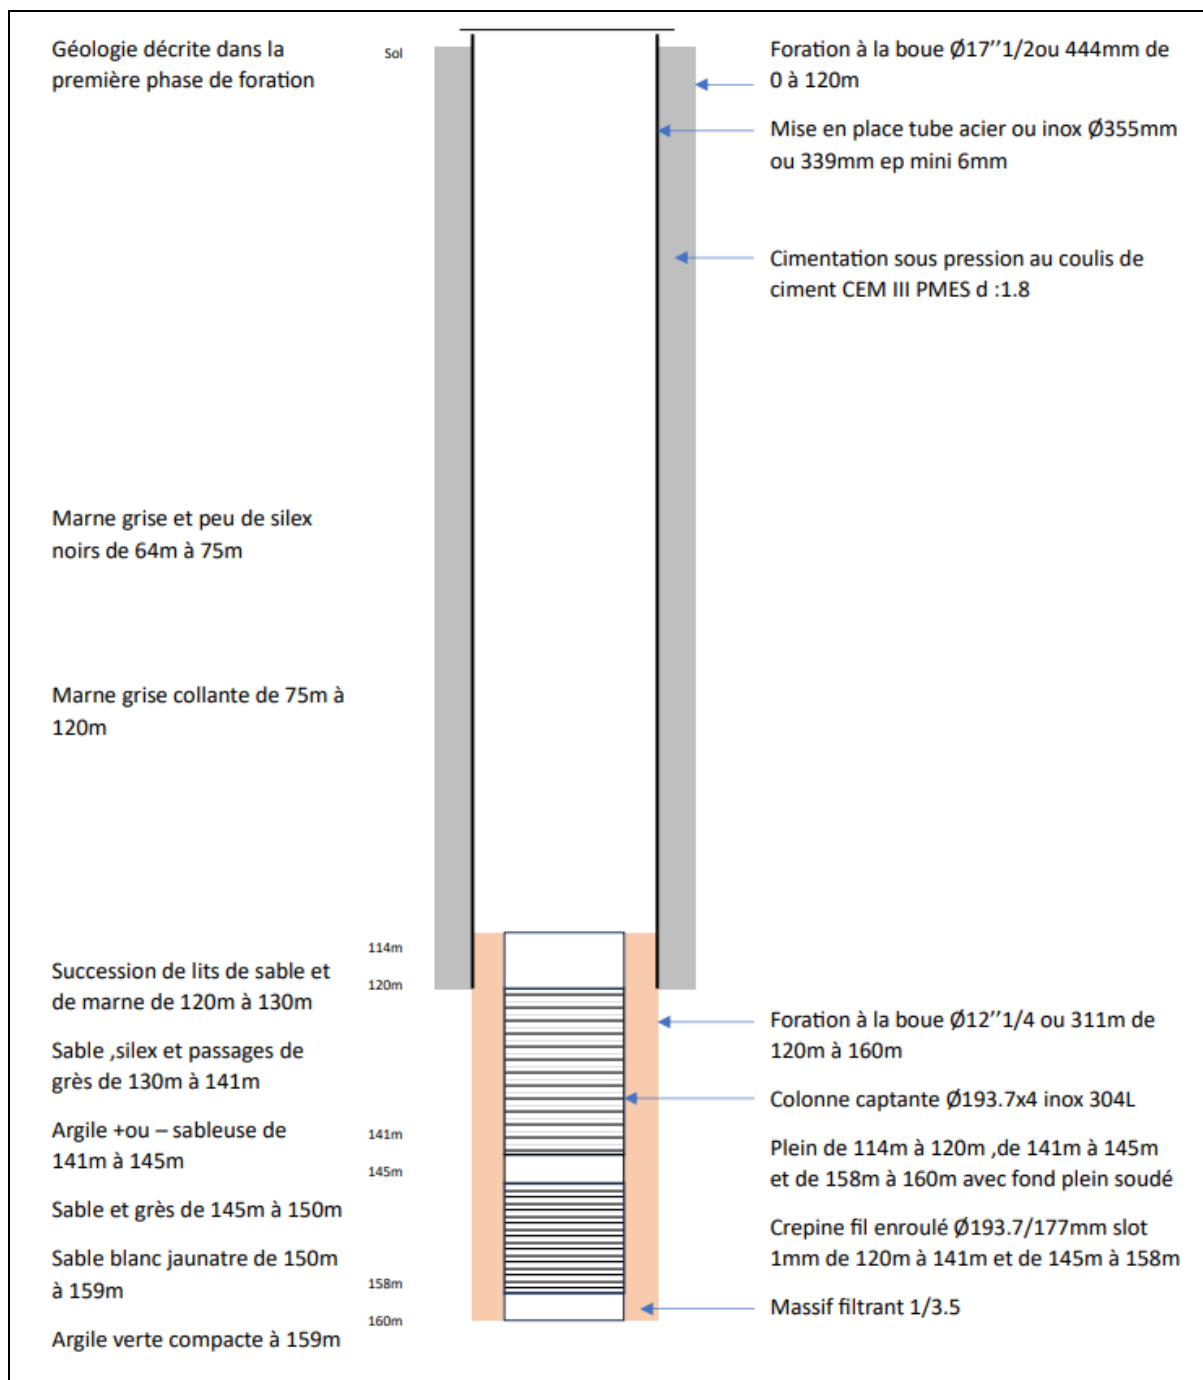 Géologie décrite dans la
première phase de foration
Sol
Foration à la boue Ø17’’1/2ou 444mm de
0 à 120m
Mise en place tube acier ou inox Ø355mm
ou 339mm ep mini 6mm
Cimentation sous pression au coulis de
ciment CEM III PMES d :1.8
Marne grise et peu de silex
noirs de 64m à 75m
Marne grise collante de 75m à
120m
114m
Succession de lits de sable et
de marne de 120m à 130m
120m
Foration à la boue Ø12’’1/4 ou 311m de
120m à 160m
Sable ,silex et passages de
grès de 130m à 141m
Colonne captante Ø193.7x4 inox 304L
Argile +ou – sableuse de
141m à 145m
141m
145m
Plein de 114m à 120m ,de 141m à 145m
et de 158m à 160m avec fond plein soudé
Sable et grès de 145m à 150m
Crepine fil enroulé Ø193.7/177mm slot
1mm de 120m à 141m et de 145m à 158m
Sable blanc jaunatre de 150m
à 159m
158m
Massif filtrant 1/3.5
160m
Argile verte compacte à 159m